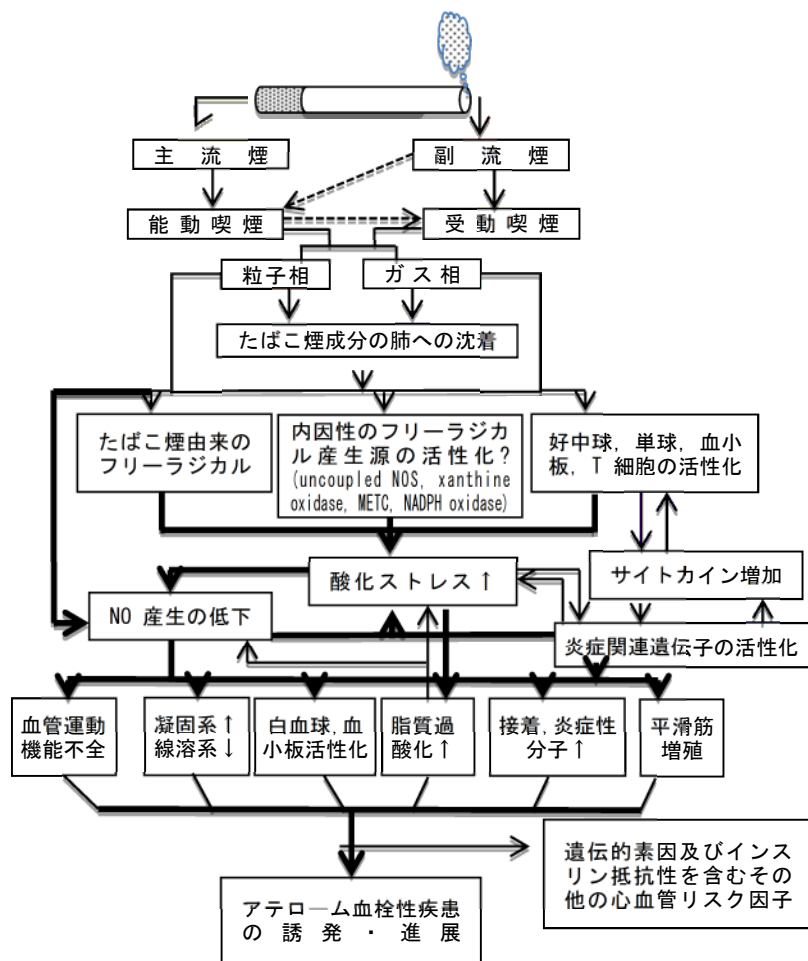 主流煙
副流煙
能動喫煙
受動喫煙
粒子相
ガス相
たばこ煙成分の肺への沈着
たばこ煙由来の
フリーラジカル
内因性のフリーラジカ
ル産生源の活性化?
(uncoupled NOS, xanthine
oxidase, METC, NADPH oxidase)
好中球, 単球, 血小
板, T 細胞の活性化
酸化ストレス↑
サイトカイン増加
NO 産生の低下
炎症関連遺伝子の活性化
血管運動
機能不全
凝固系↑
線溶系↓
白血球, 血
小板活性化
脂質過
酸化↑
接着, 炎症性
分子↑
平滑筋
増殖
遺伝的素因及びインス
リン抵抗性を含むその
他の心血管リスク因子
アテローム血栓性疾患
の誘発・進展